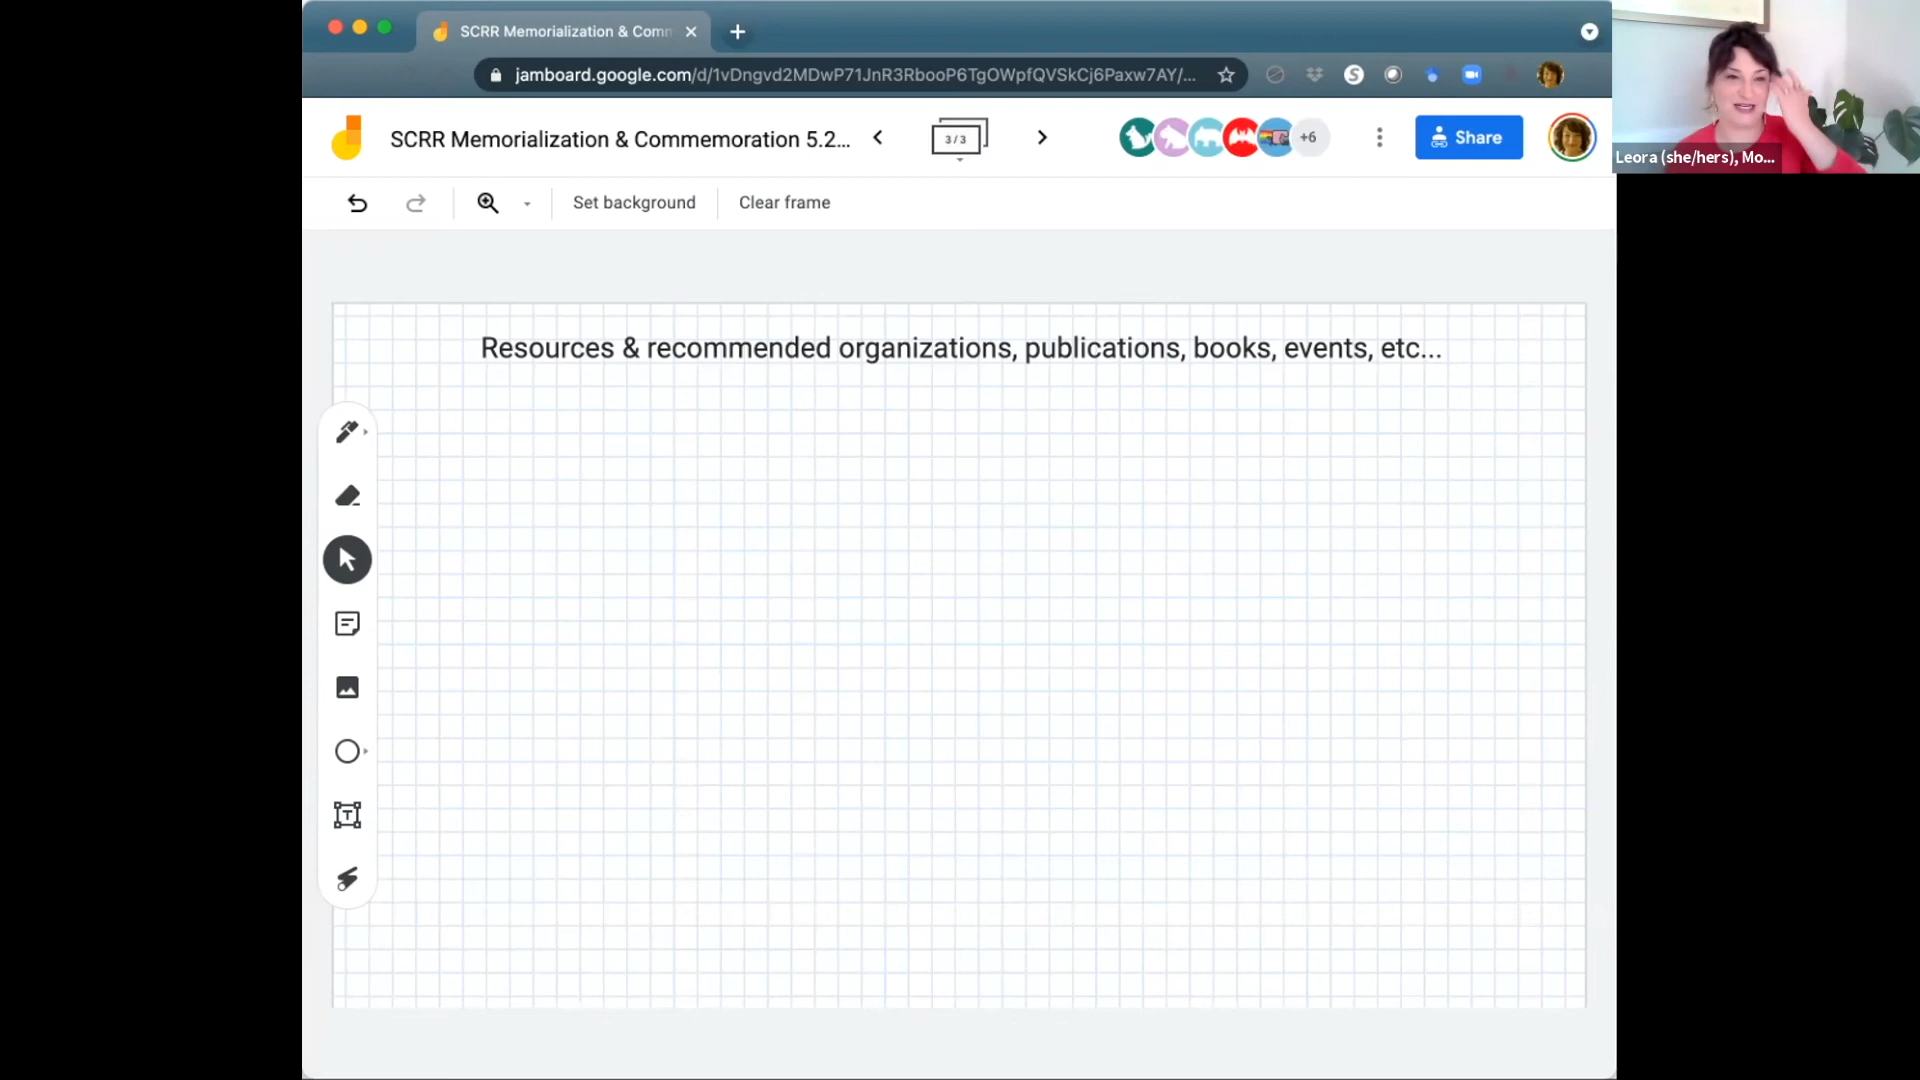 SCRR Memorialization & Comm
jamboard.google.com/d/1vDngvd2MDwP71JnR3RbooP6TgOWpfQVSkCj6Paxw7AY/...
SCRR Memorialization & Commemoration 5.2...
3/3
+6
Share
Leora (she/hers), Mo...
Set background
Clear frame
Resources & recommended organizations, publications, books, events, etc...